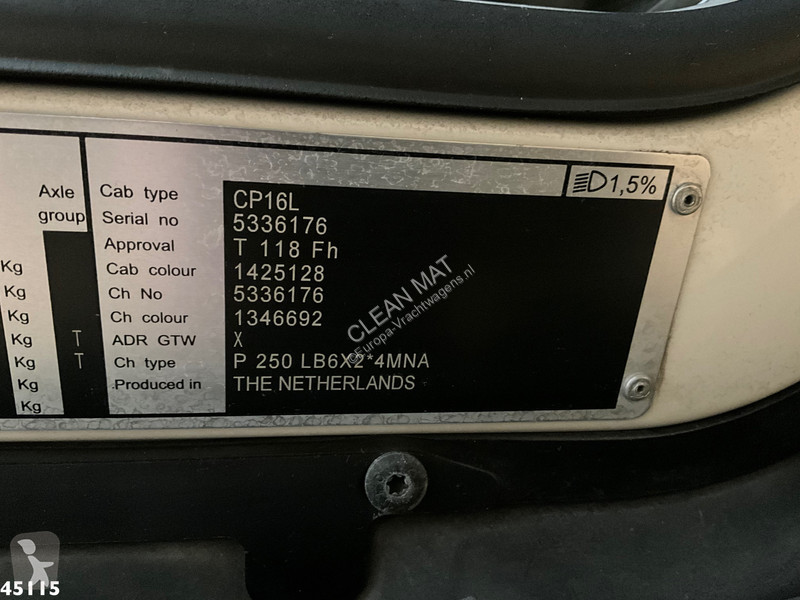 1,5%
Axle
group
Cab type CP16L
Serial no 5336176
Approval T 118 Fh
Kg Cab colour 1425128
Kg Ch No 5336176
Kg Ch colour 1346692
Kg T ADR GTW X
Kg T Ch type P 250 LB6X2*4MNA
Kg Produced in THE NETHERLANDS
Kg
CLEAN MAT
©Europa-Vrachtwagens.nl
45115